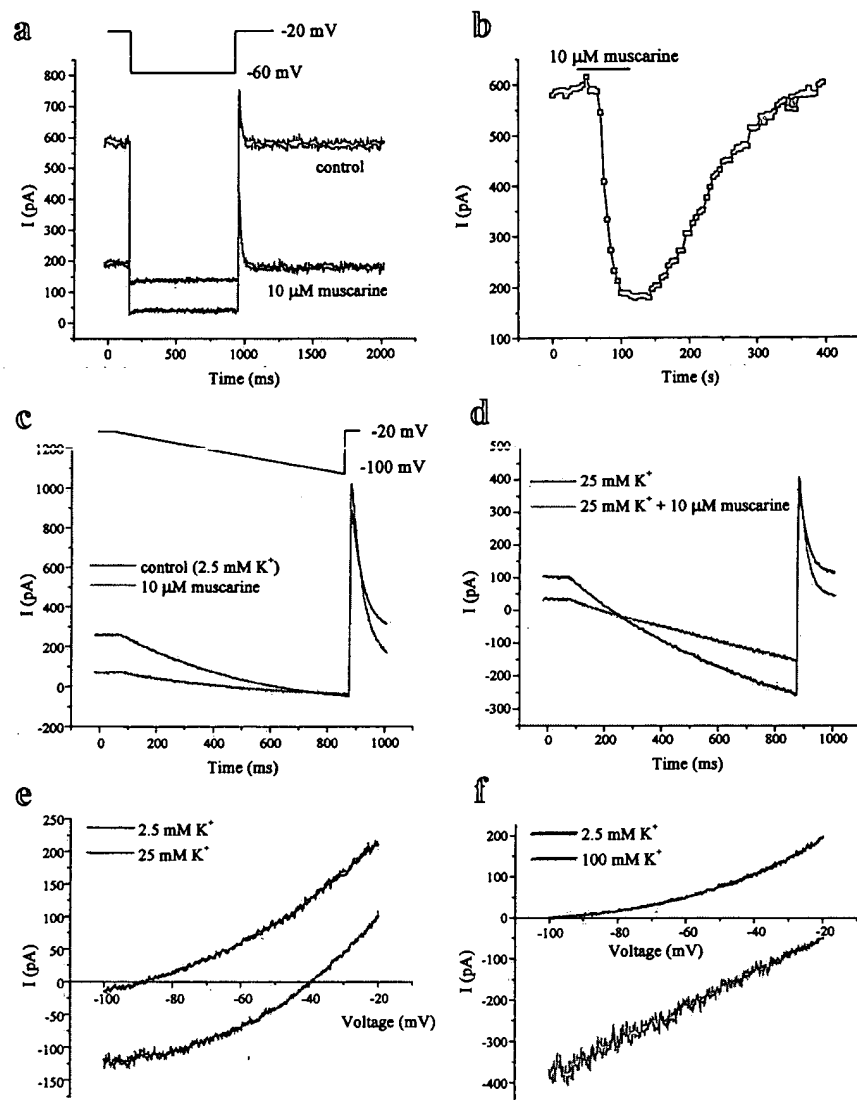 a
-20 mV
-60 mV
800
700
600
500
400
300
200
100
0
I (pA)
control
10 µM muscarine
0 500 1000 1500 2000
Time (ms)
b
10 µM muscarine
600
500
400
300
200
100
I (pA)
0 100 200 300 400
Time (s)
c
-20 mV
-100 mV
1200
1000
800
600
400
200
0
-200
I (pA)
control (2.5 mM K⁺)
10 µM muscarine
0 200 400 600 800 1000
Time (ms)
d
500
400
300
200
100
0
-100
-200
-300
I (pA)
25 mM K⁺
25 mM K⁺ + 10 µM muscarine
0 200 400 600 800 1000
Time (ms)
e
250
200
150
100
50
0
-50
-100
-150
I (pA)
2.5 mM K⁺
25 mM K⁺
-100 -80 -60 -40 -20
Voltage (mV)
f
200
100
0
-100
-200
-300
-400
I (pA)
2.5 mM K⁺
100 mM K⁺
-100 -80 -60 -40 -20
Voltage (mV)